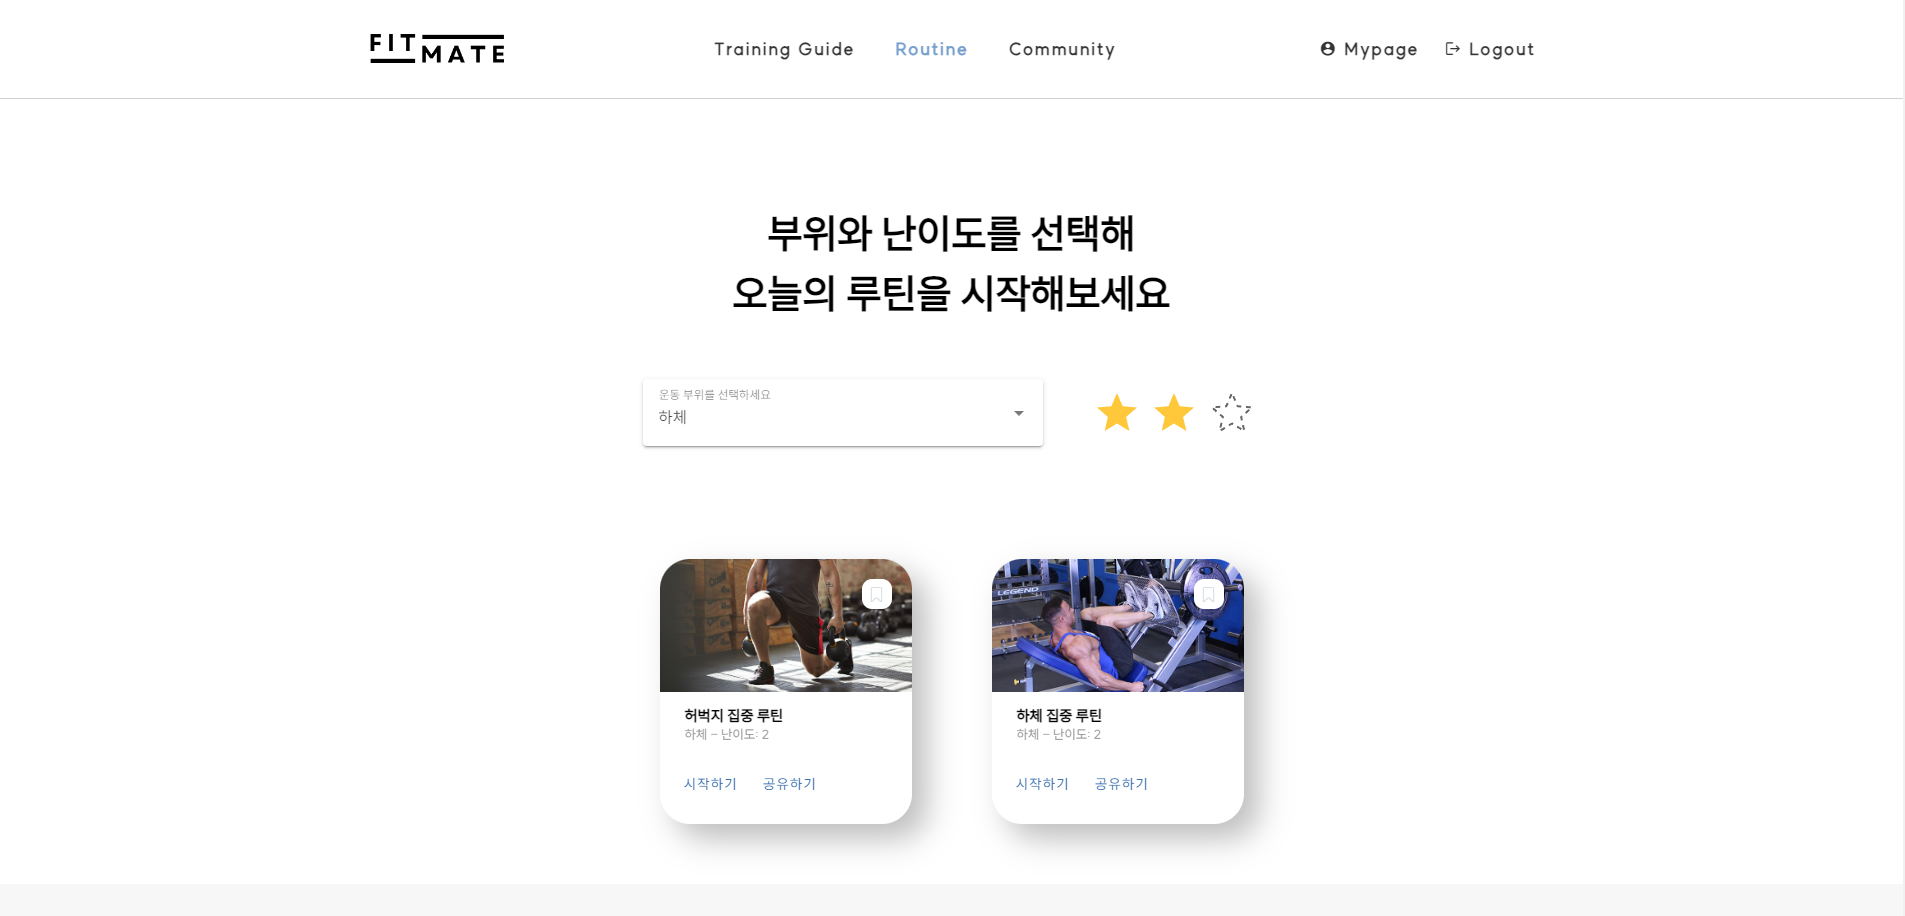 FIT MATE
Training Guide
Routine
Community
Mypage
Logout
부위와 난이도를 선택해
오늘의 루틴을 시작해보세요
운동 부위를 선택하세요
하체
LEGEND
허벅지 집중 루틴
하체 - 난이도: 2
시작하기
공유하기
하체 집중 루틴
하체 - 난이도: 2
시작하기
공유하기